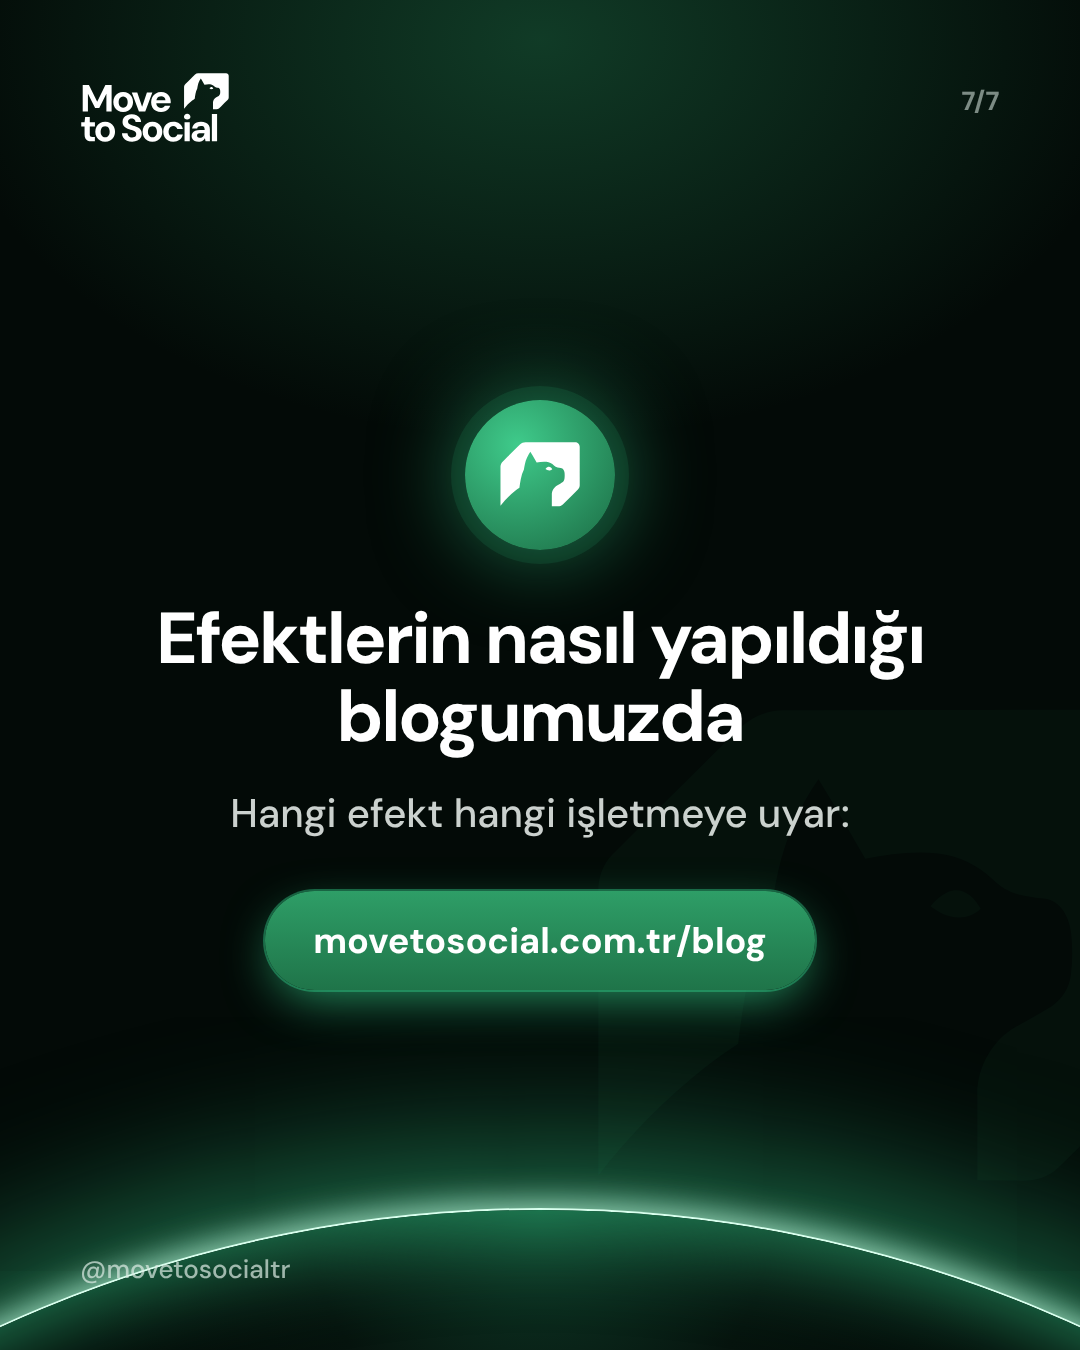 Move
to Social
7/7
Efektlerin nasıl yapıldığı
blogumuzda
Hangi efekt hangi işletmeye uyar:
movetosocial.com.tr/blog
@movetosocialtr